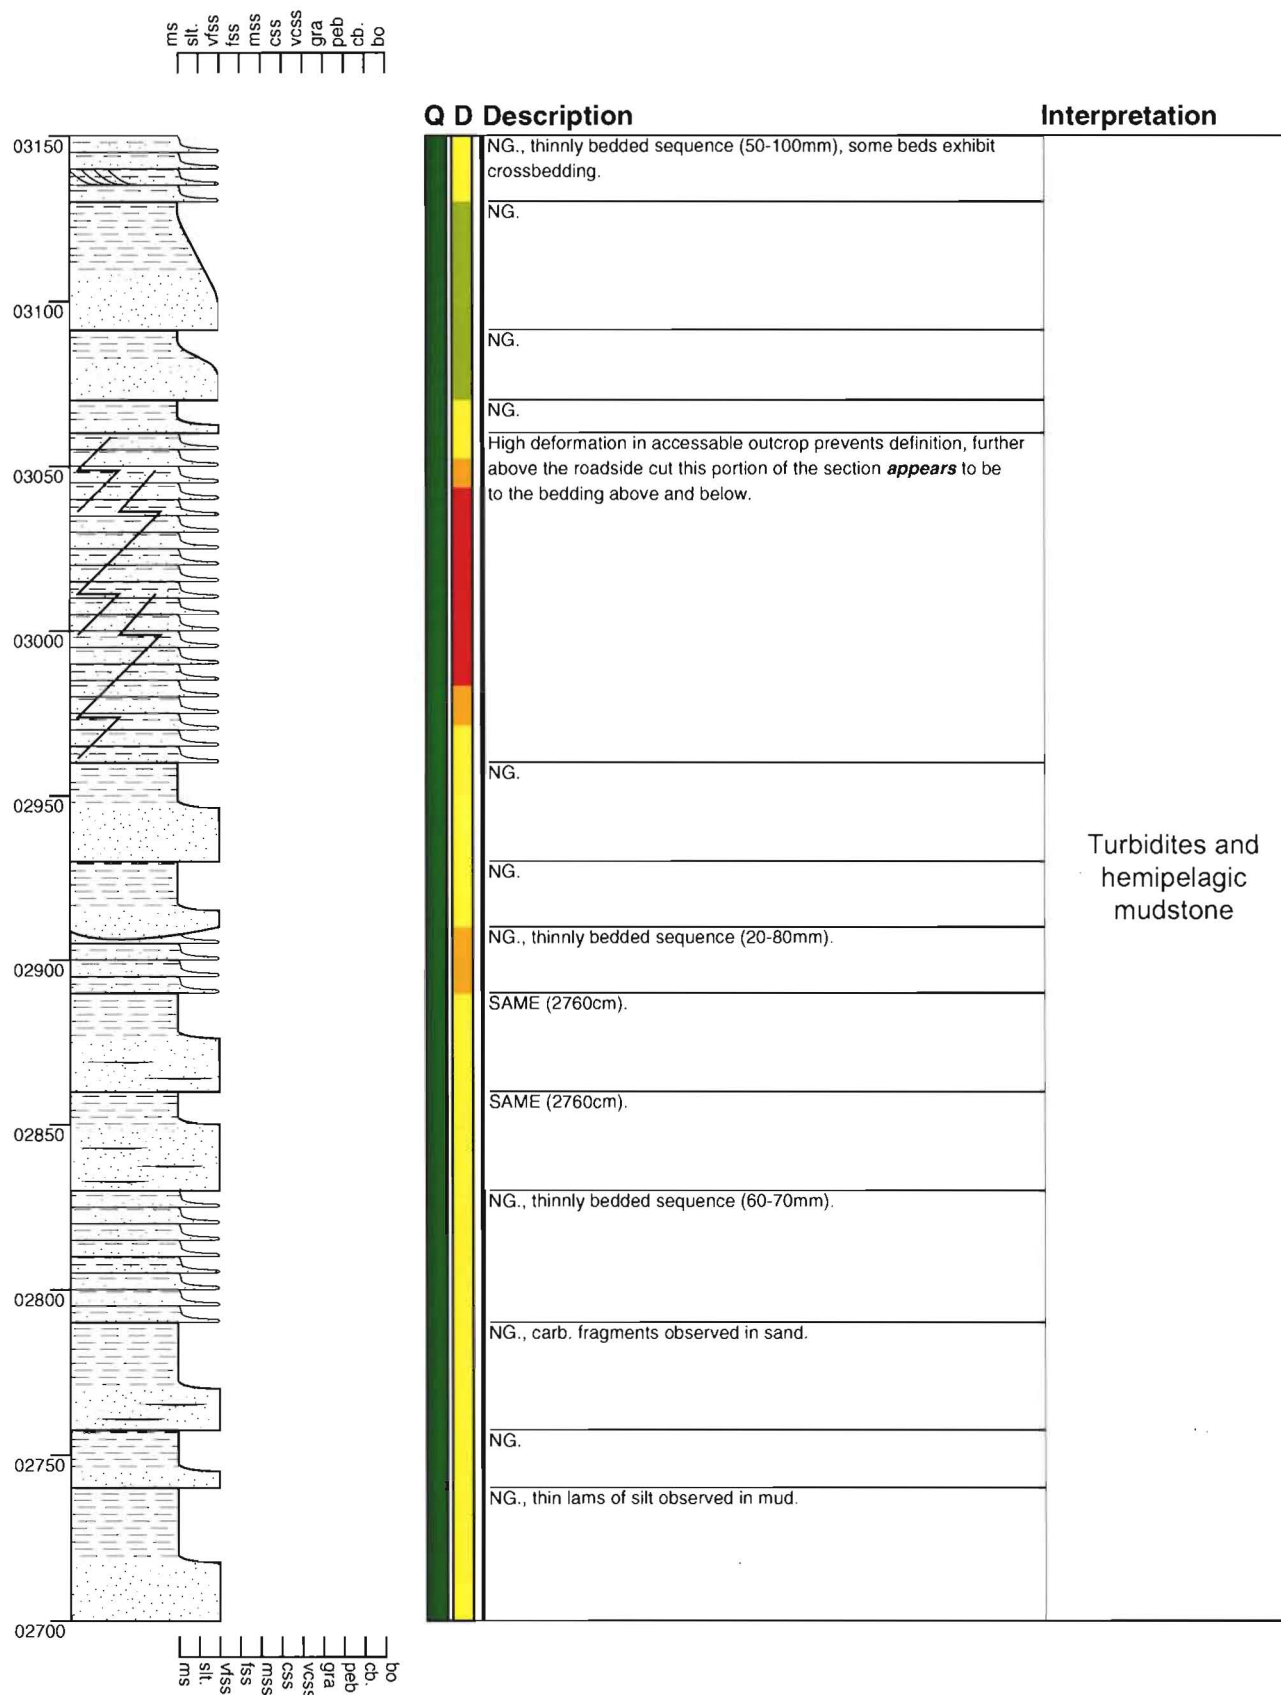 ms slt. vfss fss mss css vcss gra peb cb. bo
Q D Description Interpretation
03150
NG., thinnly bedded sequence (50-100mm), some beds exhibit
crossbedding.
NG.
03100
NG.
NG.
High deformation in accessable outcrop prevents definition, further
03050
above the roadside cut this portion of the section appears to be
to the bedding above and below.
03000
NG.
02950
Turbidites and
hemipelagic
mudstone
NG.
NG., thinnly bedded sequence (20-80mm).
02900
SAME (2760cm).
SAME (2760cm).
02850
NG., thinnly bedded sequence (60-70mm).
02800
NG., carb. fragments observed in sand.
NG.
02750
NG., thin lams of silt observed in mud.
02700
ms slt. vfss fss mss css vcss gra peb cb. bo